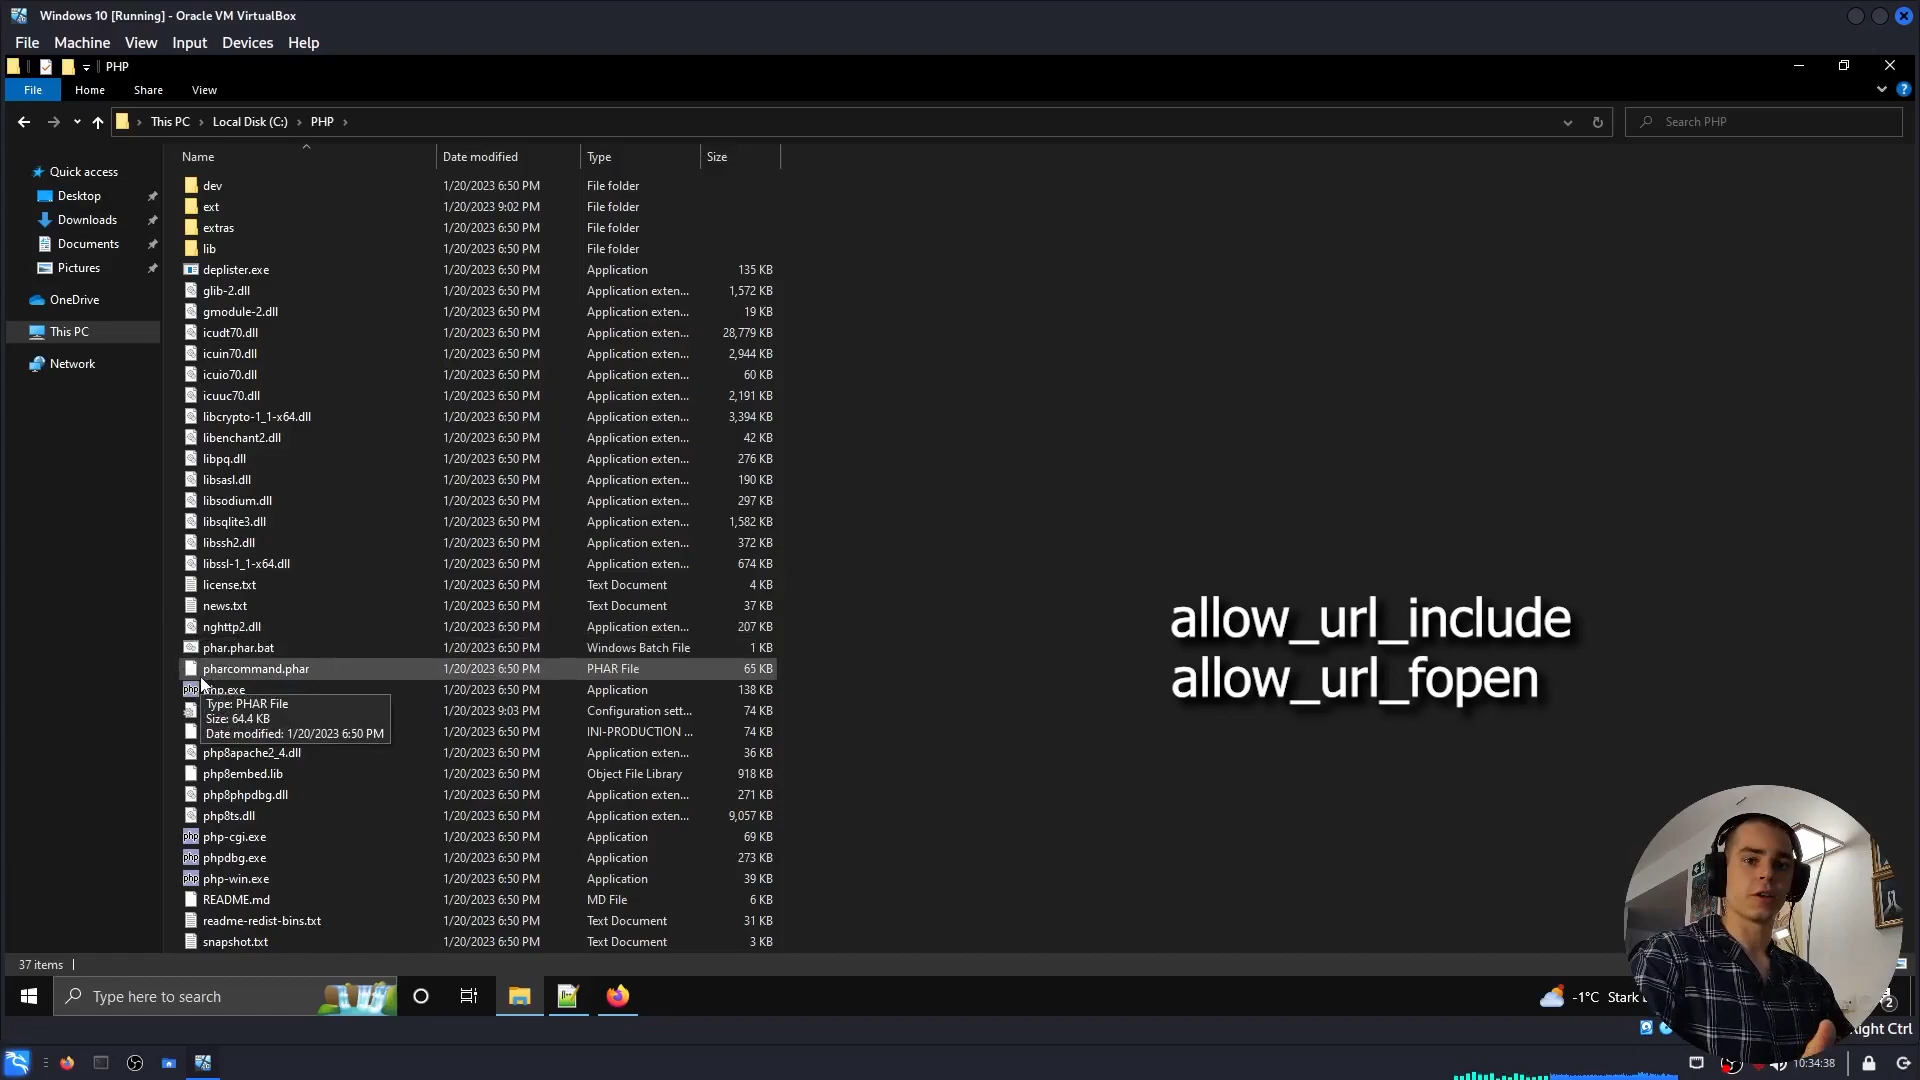 Windows 10 [Running] - Oracle VM VirtualBox
File Machine View Input Devices Help
PHP
File Home Share View
This PC Local Disk (C:) PHP
Search PHP
Name Date modified Type Size
Quick access
Desktop
Downloads
Documents
Pictures
OneDrive
This PC
Network
dev 1/20/2023 6:50 PM File folder
ext 1/20/2023 9:02 PM File folder
extras 1/20/2023 6:50 PM File folder
lib 1/20/2023 6:50 PM File folder
deplister.exe 1/20/2023 6:50 PM Application 135 KB
glib-2.dll 1/20/2023 6:50 PM Application exten... 1,572 KB
gmodule-2.dll 1/20/2023 6:50 PM Application exten... 19 KB
icudt70.dll 1/20/2023 6:50 PM Application exten... 28,779 KB
icuin70.dll 1/20/2023 6:50 PM Application exten... 2,944 KB
icuio70.dll 1/20/2023 6:50 PM Application exten... 60 KB
icuuc70.dll 1/20/2023 6:50 PM Application exten... 2,191 KB
libcrypto-1_1-x64.dll 1/20/2023 6:50 PM Application exten... 3,394 KB
libenchant2.dll 1/20/2023 6:50 PM Application exten... 42 KB
libpq.dll 1/20/2023 6:50 PM Application exten... 276 KB
libsasl.dll 1/20/2023 6:50 PM Application exten... 190 KB
libsodium.dll 1/20/2023 6:50 PM Application exten... 297 KB
libsqlite3.dll 1/20/2023 6:50 PM Application exten... 1,582 KB
libssh2.dll 1/20/2023 6:50 PM Application exten... 372 KB
libssl-1_1-x64.dll 1/20/2023 6:50 PM Application exten... 674 KB
license.txt 1/20/2023 6:50 PM Text Document 4 KB
news.txt 1/20/2023 6:50 PM Text Document 37 KB
nghttp2.dll 1/20/2023 6:50 PM Application exten... 207 KB
phar.phar.bat 1/20/2023 6:50 PM Windows Batch File 1 KB
pharcommand.phar 1/20/2023 6:50 PM PHAR File 65 KB
php.exe 1/20/2023 6:50 PM Application 138 KB
1/20/2023 9:03 PM Configuration sett... 74 KB
1/20/2023 6:50 PM INI-PRODUCTION ... 74 KB
Type: PHAR File
Size: 64.4 KB
Date modified: 1/20/2023 6:50 PM
php8apache2_4.dll 1/20/2023 6:50 PM Application exten... 36 KB
php8embed.lib 1/20/2023 6:50 PM Object File Library 918 KB
php8phpdbg.dll 1/20/2023 6:50 PM Application exten... 271 KB
php8ts.dll 1/20/2023 6:50 PM Application exten... 9,057 KB
php-cgi.exe 1/20/2023 6:50 PM Application 69 KB
phpdbg.exe 1/20/2023 6:50 PM Application 273 KB
php-win.exe 1/20/2023 6:50 PM Application 39 KB
README.md 1/20/2023 6:50 PM MD File 6 KB
readme-redist-bins.txt 1/20/2023 6:50 PM Text Document 31 KB
snapshot.txt 1/20/2023 6:50 PM Text Document 3 KB
allow_url_include
allow_url_fopen
37 items
Type here to search
-1°C Stark
2
Right Ctrl
10:34:38